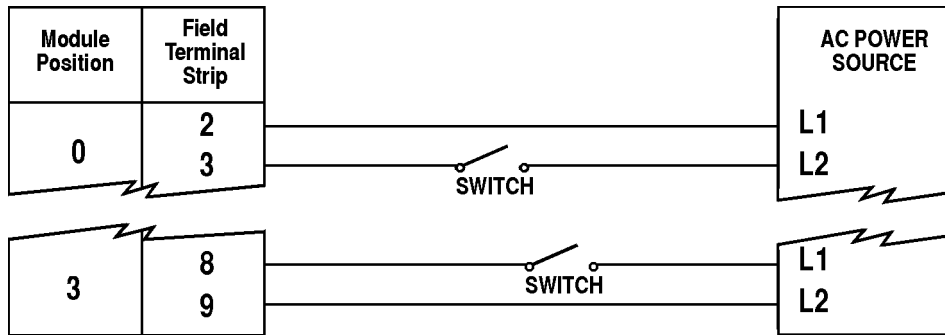 Module
Position
Field
Terminal
Strip
AC POWER
SOURCE
0
2
L1
3
SWITCH
L2
3
8
SWITCH
L1
9
L2